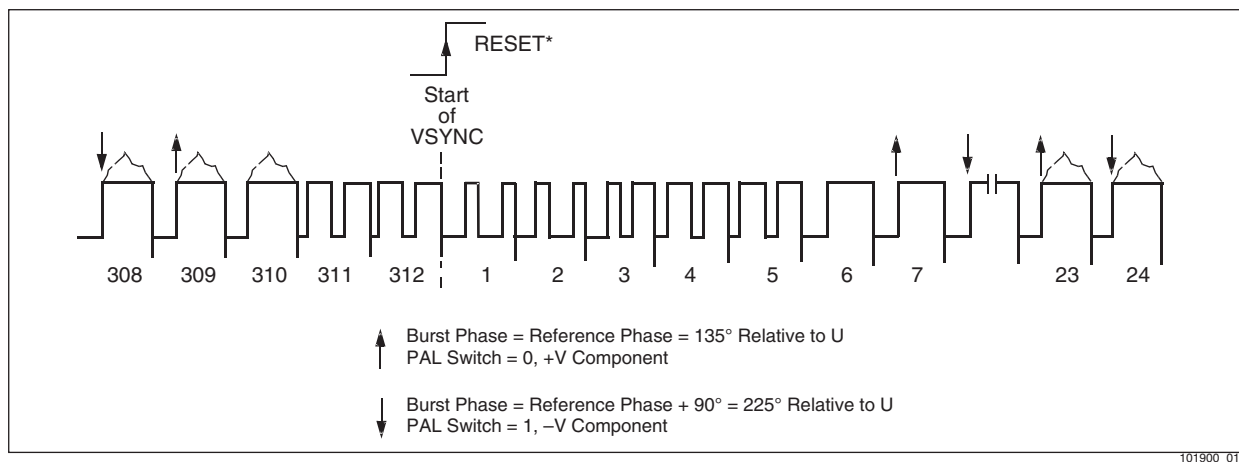 RESET*
Start
of
VSYNC
308 309 310 311 312 1 2 3 4 5 6 7 23 24
Burst Phase = Reference Phase = 135° Relative to U
PAL Switch = 0, +V Component
Burst Phase = Reference Phase + 90° = 225° Relative to U
PAL Switch = 1, –V Component
101900_01